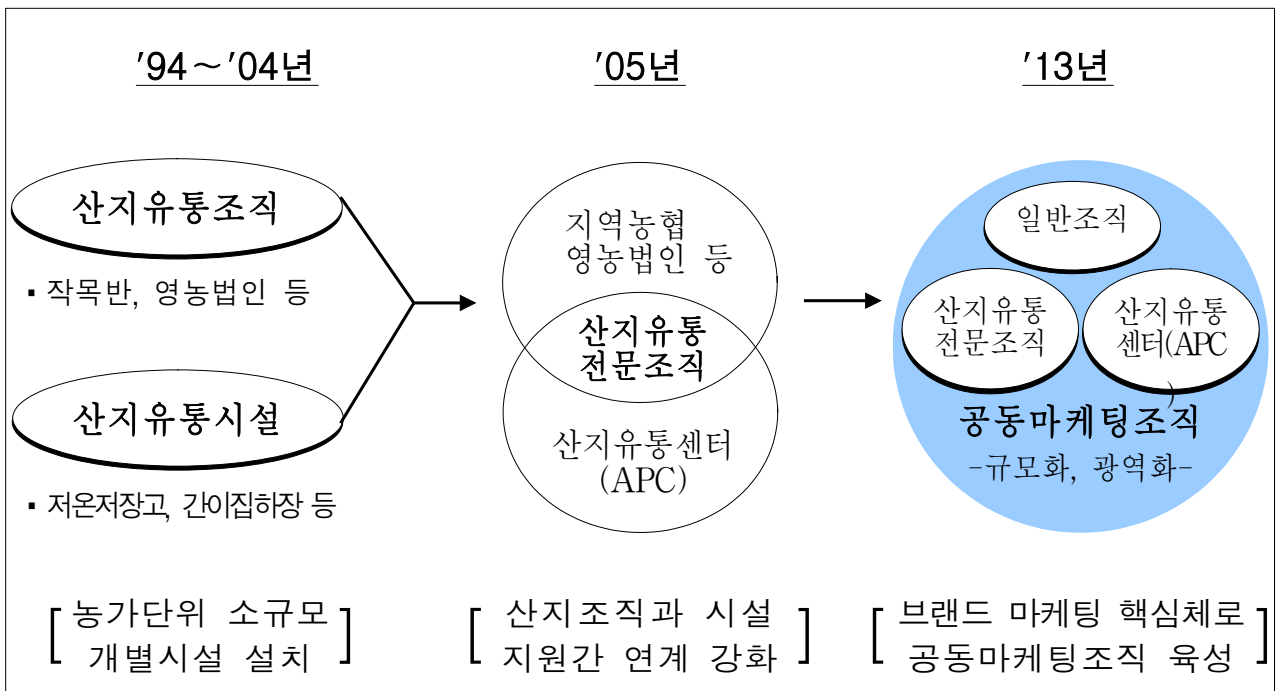 '94～'04년
'05년
'13년
산지유통조직
▪ 작목반, 영농법인 등
산지유통시설
▪ 저온저장고, 간이집하장 등
지역농협
영농법인 등
산지유통
전문조직
산지유통센터
(APC)
일반조직
산지유통
전문조직
산지유통
센터(APC
)
공동마케팅조직
-규모화, 광역화-
[ 농가단위 소규모
개별시설 설치 ]
[ 산지조직과 시설
지원간 연계 강화 ]
[ 브랜드 마케팅 핵심체로
공동마케팅조직 육성 ]